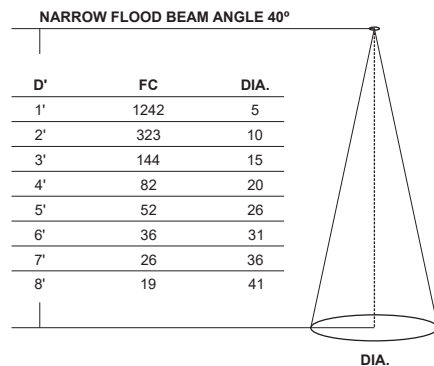 NARROW FLOOD BEAM ANGLE 40º
D' FC DIA.
1' 1242 5
2' 323 10
3' 144 15
4' 82 20
5' 52 26
6' 36 31
7' 26 36
8' 19 41
DIA.